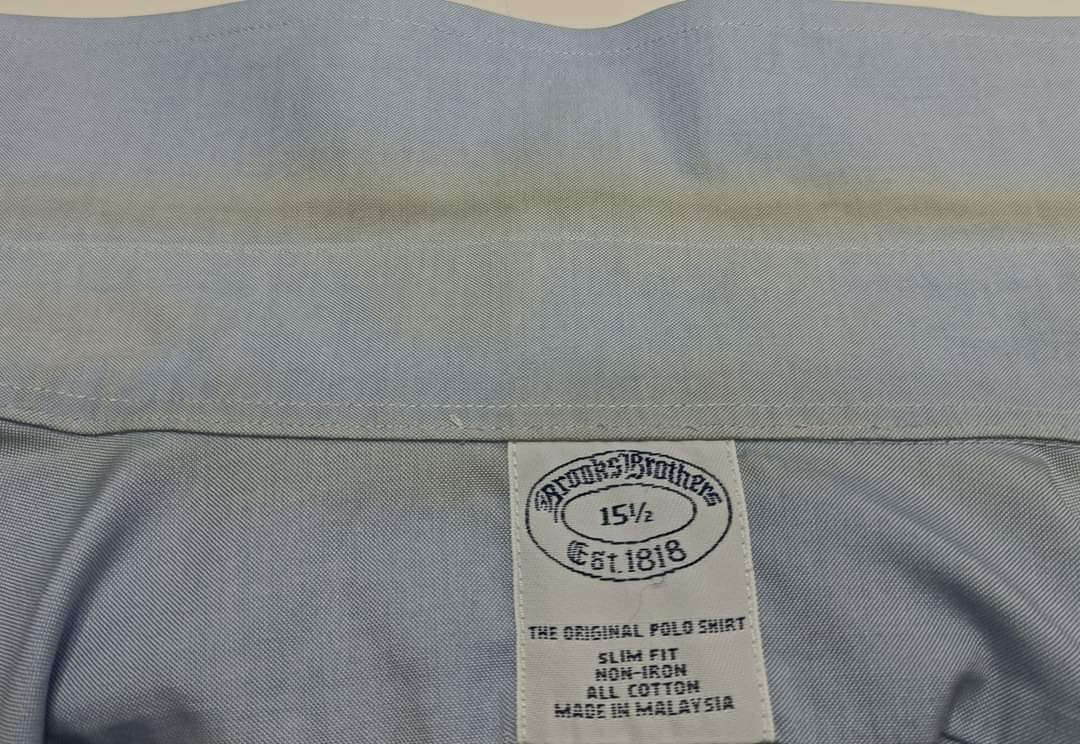 Brooks Brothers
15½
Est. 1818
THE ORIGINAL POLO SHIRT
SLIM FIT
NON-IRON
ALL COTTON
MADE IN MALAYSIA